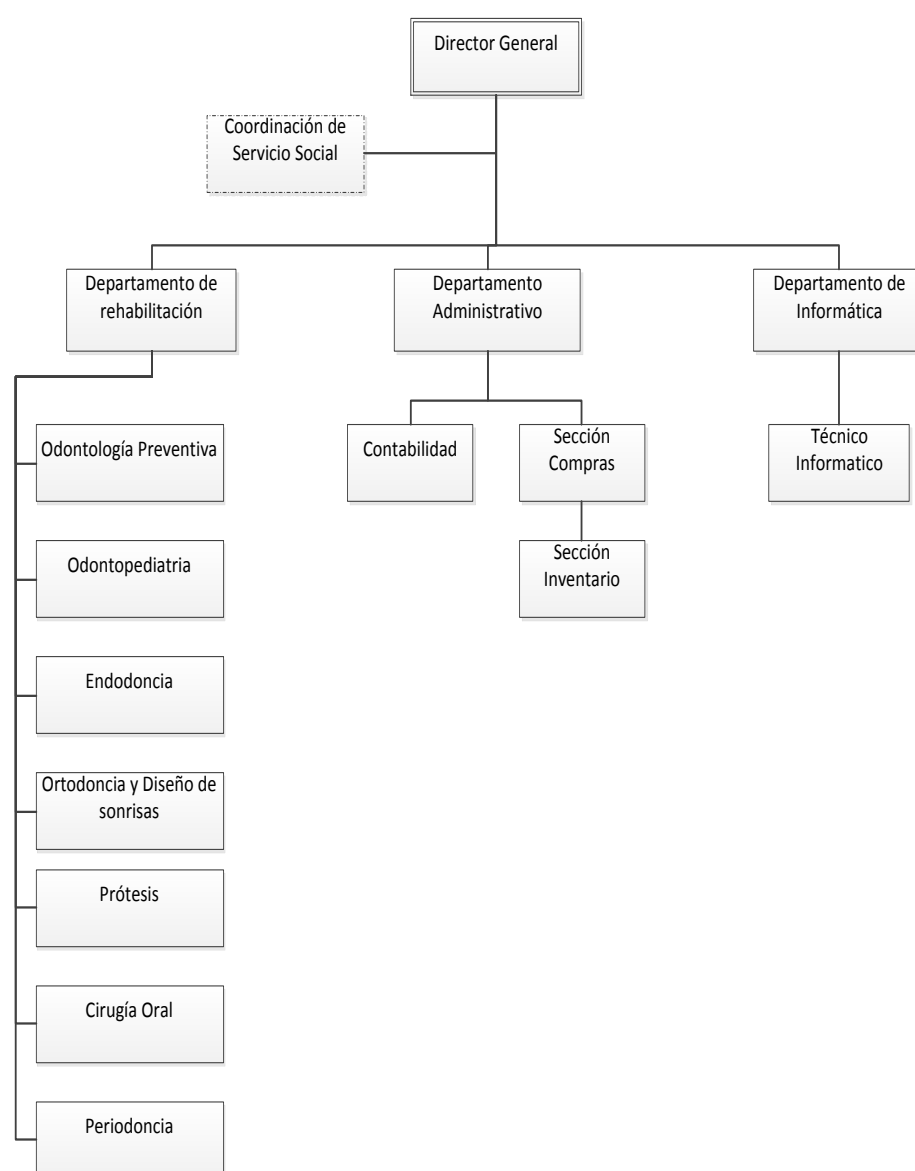 Director General
Coordinación de
Servicio Social
Departamento de
rehabilitación
Departamento
Administrativo
Departamento de
Informática
Odontología Preventiva
Contabilidad
Sección
Compras
Técnico
Informatico
Odontopediatria
Sección
Inventario
Endodoncia
Ortodoncia y Diseño de
sonrisas
Prótesis
Cirugía Oral
Periodoncia